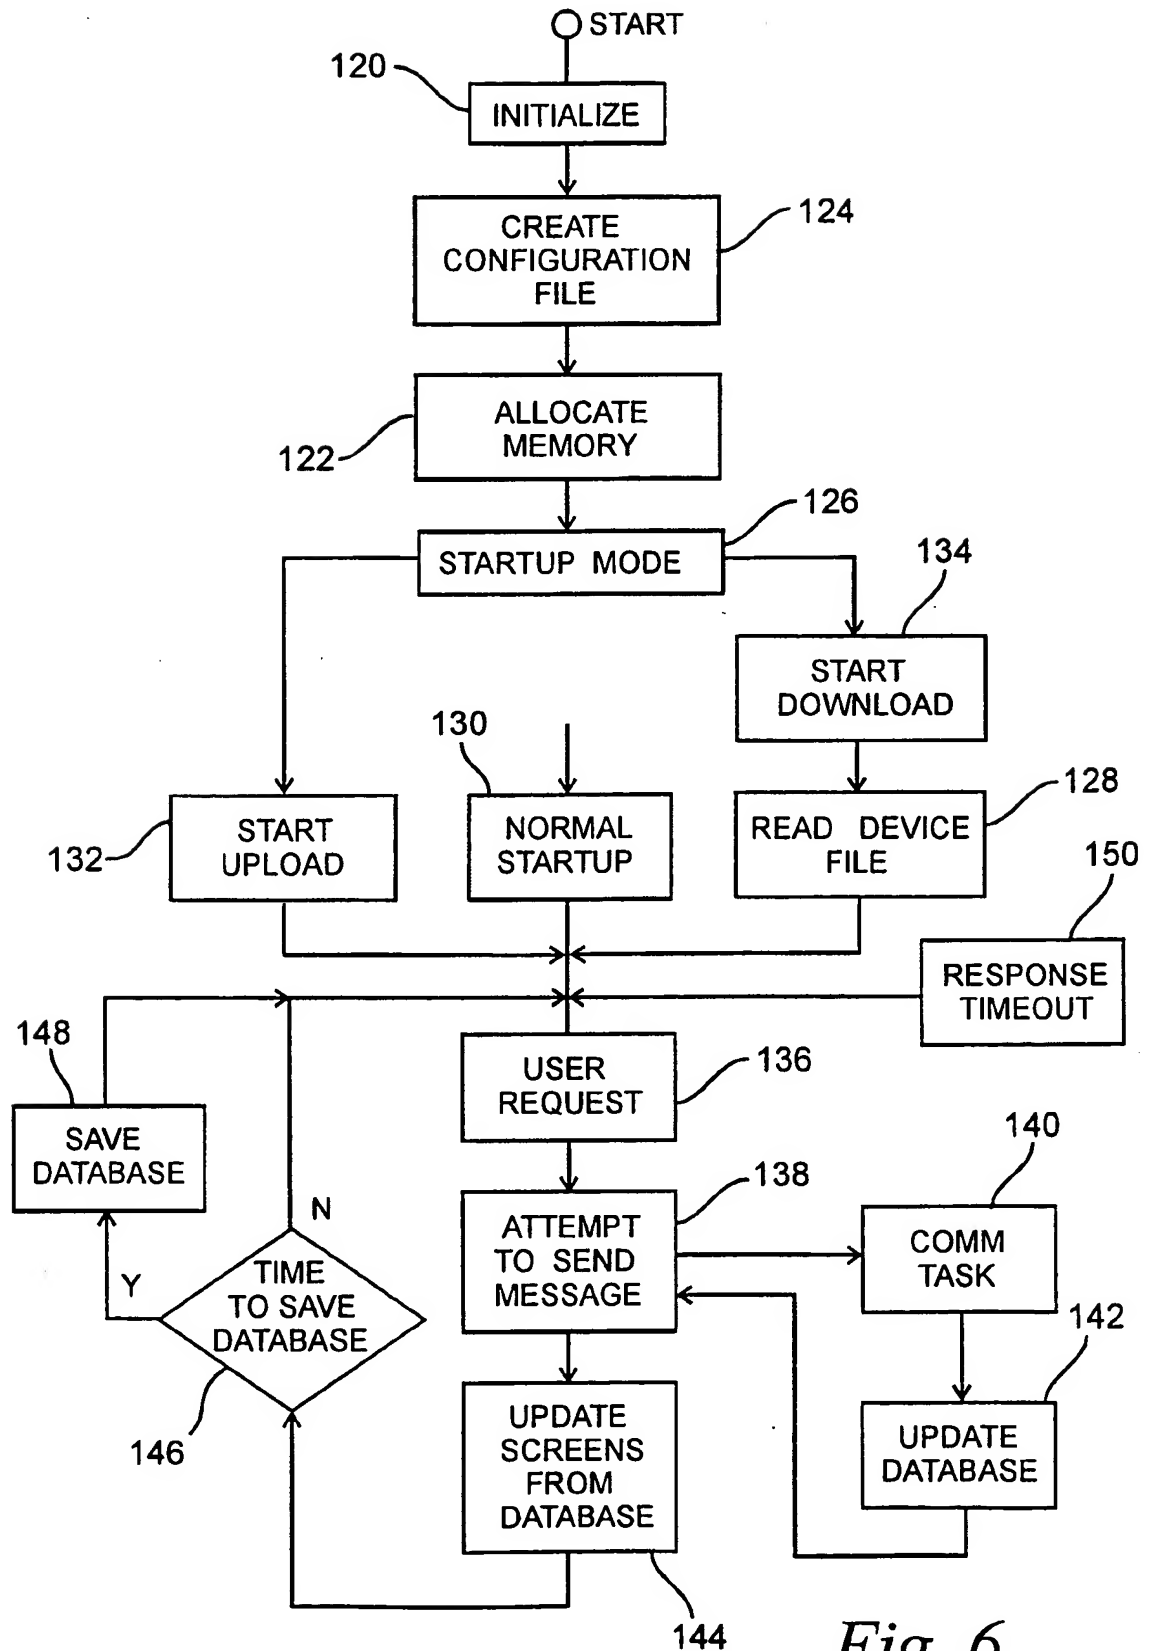 START
120
INITIALIZE
124
CREATE
CONFIGURATION
FILE
122
ALLOCATE
MEMORY
126
STARTUP MODE
134
START
DOWNLOAD
130
132
START
UPLOAD
NORMAL
STARTUP
128
READ DEVICE
FILE
150
RESPONSE
TIMEOUT
148
SAVE
DATABASE
136
USER
REQUEST
138
ATTEMPT
TO SEND
MESSAGE
140
COMM
TASK
N
Y
TIME
TO SAVE
DATABASE
146
142
UPDATE
DATABASE
UPDATE
SCREENS
FROM
DATABASE
144
Fig. 6